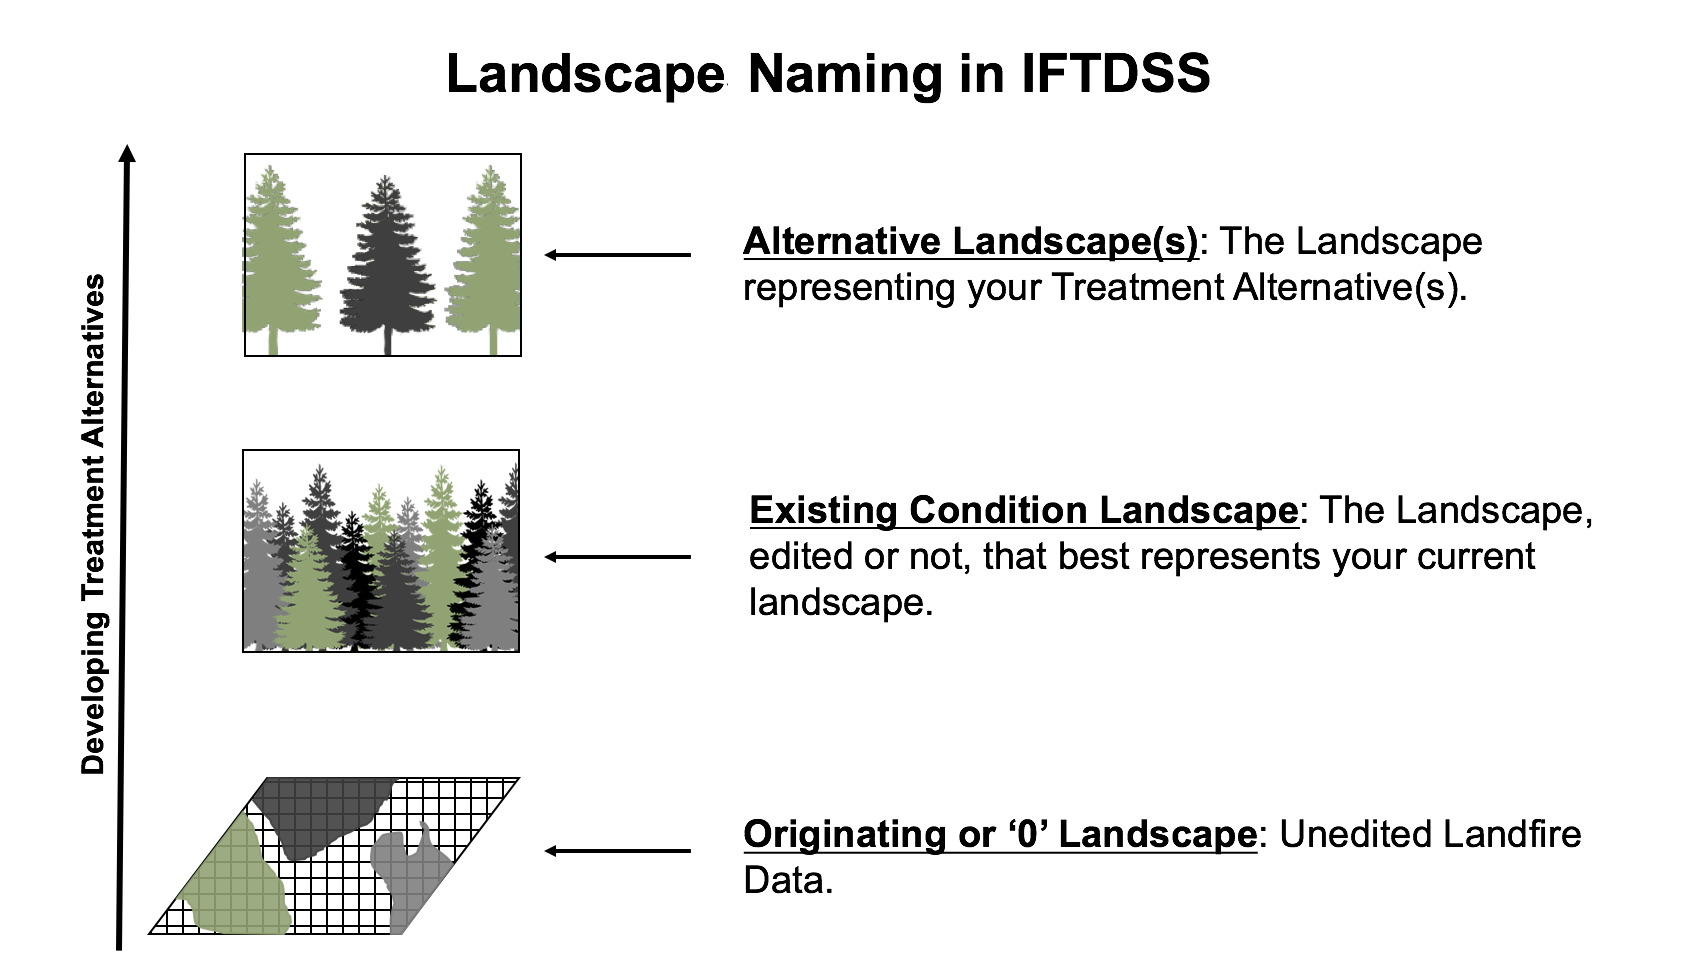 Landscape Naming in IFTDSS
Developing Treatment Alternatives
Alternative Landscape(s): The Landscape
representing your Treatment Alternative(s).
Existing Condition Landscape: The Landscape,
edited or not, that best represents your current
landscape.
Originating or ‘0’ Landscape: Unedited Landfire
Data.